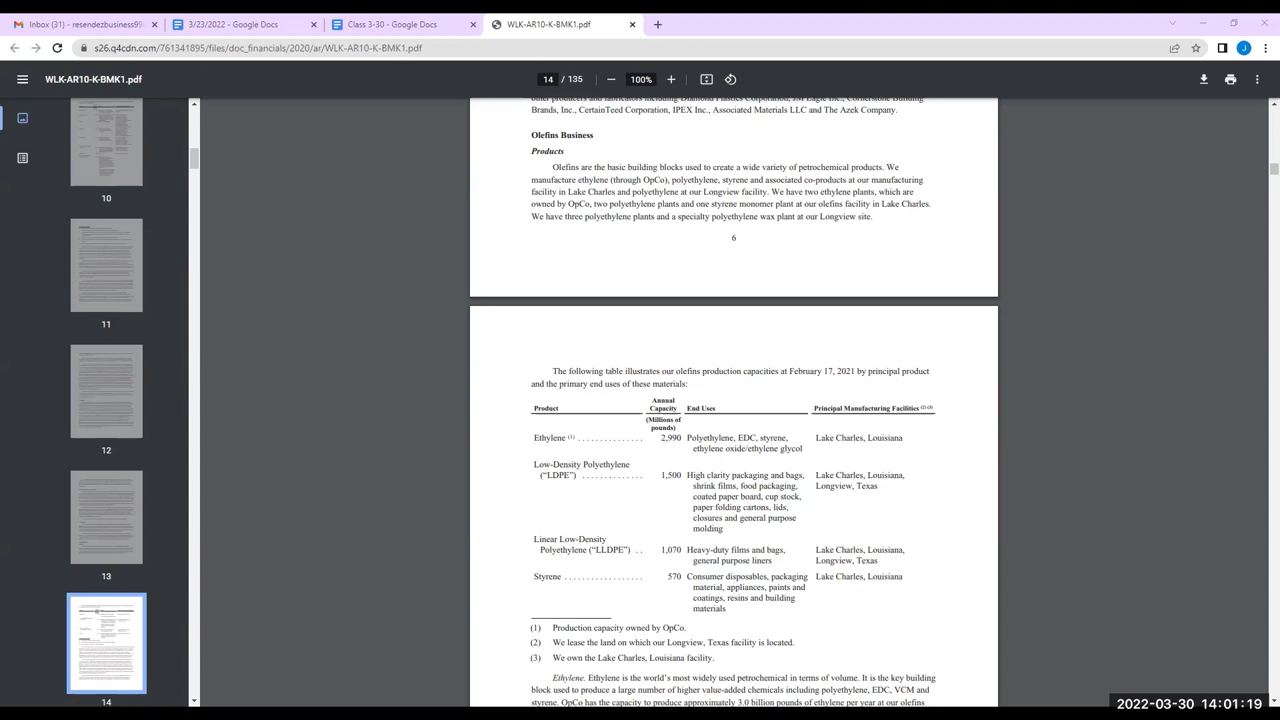 Inbox (31) - resendezbusiness99
3/23/2022 - Google Docs
Class 3-30 - Google Docs
WLK-AR10-K-BMK1.pdf
s26.q4cdn.com/761341895/files/doc_financials/2020/ar/WLK-AR10-K-BMK1.pdf
J
WLK-AR10-K-BMK1.pdf
14 / 135
100%
10
11
12
13
14
other producers and fabricators including Diamond Plastics Corporation, JM Eagle Inc., Cornerstone Building
Brands, Inc., CertainTeed Corporation, IPEX Inc., Associated Materials LLC and The Azek Company.
Olefins Business
Products
Olefins are the basic building blocks used to create a wide variety of petrochemical products. We
manufacture ethylene (through OpCo), polyethylene, styrene and associated co-products at our manufacturing
facility in Lake Charles and polyethylene at our Longview facility. We have two ethylene plants, which are
owned by OpCo, two polyethylene plants and one styrene monomer plant at our olefins facility in Lake Charles.
We have three polyethylene plants and a specialty polyethylene wax plant at our Longview site.
6
The following table illustrates our olefins production capacities at February 17, 2021 by principal product
and the primary end uses of these materials:
Annual
Product Capacity End Uses Principal Manufacturing Facilities (2) (3)
(Millions of
pounds)
Ethylene (1) . . . . . . . . . . . . . . . 2,990 Polyethylene, EDC, styrene, Lake Charles, Louisiana
ethylene oxide/ethylene glycol
Low-Density Polyethylene
(“LDPE”) . . . . . . . . . . . . . 1,500 High clarity packaging and bags, Lake Charles, Louisiana,
shrink films, food packaging, Longview, Texas
coated paper board, cup stock,
paper folding cartons, lids,
closures and general purpose
molding
Linear Low-Density
Polyethylene (“LLDPE”) . . 1,070 Heavy-duty films and bags, Lake Charles, Louisiana,
general purpose liners Longview, Texas
Styrene . . . . . . . . . . . . . . . . . . 570 Consumer disposables, packaging Lake Charles, Louisiana
material, appliances, paints and
coatings, resins and building
materials
(1) Production capacity owned by OpCo.
(2) We lease the land on which our Longview, Texas facility is located.
(3) We own the Lake Charles, Louisiana facility.
Ethylene. Ethylene is the world’s most widely used petrochemical in terms of volume. It is the key building
block used to produce a large number of higher value-added chemicals including polyethylene, EDC, VCM and
styrene. OpCo has the capacity to produce approximately 3.0 billion pounds of ethylene per year at our olefins
2022-03-30 14:01:19